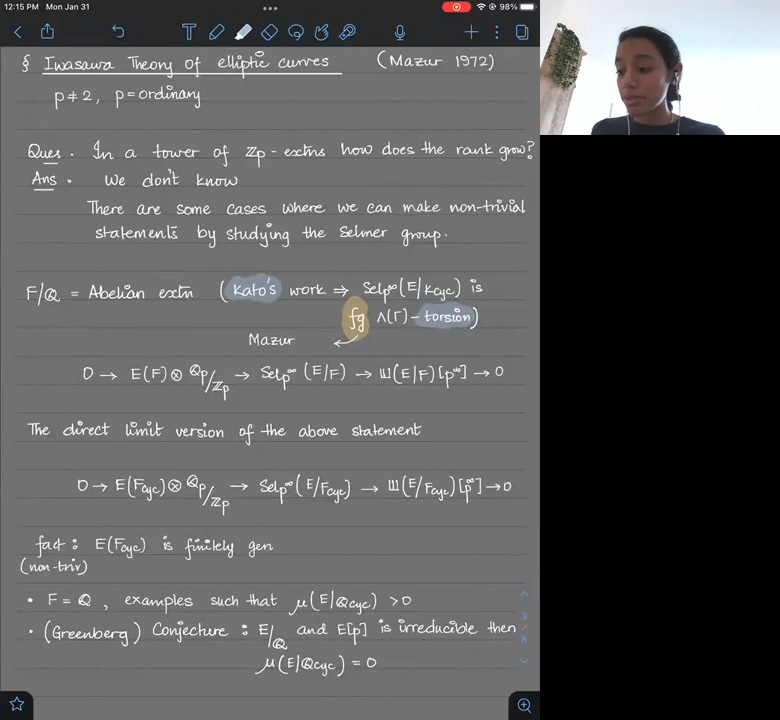 12:15 PM Mon Jan 31
98%
§ Iwasawa Theory of elliptic curves (Mazur 1972)
p ≠ 2, p = ordinary
Ques. In a tower of ℤp - extns how does the rank grow?
Ans. We don't know
There are some cases where we can make non-trivial
statements by studying the Selmer group.
F/ℚ = Abelian extn (Kato's work ⇒ Selp∞(E/Kcyc) is
fg Λ(Γ) - torsion)
Mazur ←
0 → E(F) ⊗ ℚp/ℤp → Selp∞(E/F) → Ш(E/F)[p∞] → 0
The direct limit version of the above statement
0 → E(Fcyc) ⊗ ℚp/ℤp → Selp∞(E/Fcyc) → Ш(E/Fcyc)[p∞] → 0
fact : E(Fcyc) is finitely gen
(non-triv)
• F = ℚ, examples such that μ(E/ℚcyc) > 0
• (Greenberg) Conjecture : E/ℚ and E[p] is irreducible then
μ(E/ℚcyc) = 0